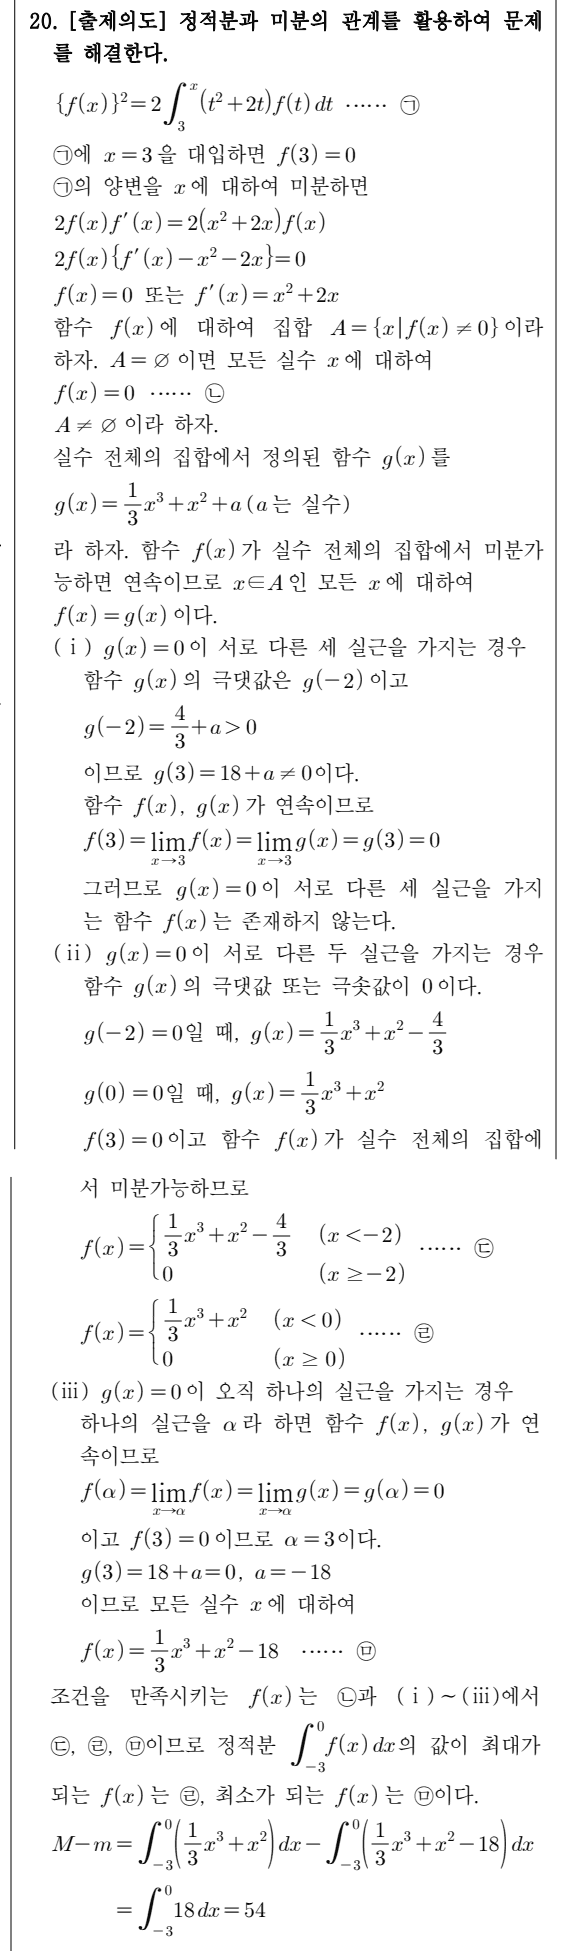 20. [출제의도] 정적분과 미분의 관계를 활용하여 문제
를 해결한다.
{f(x)}²=2∫₃ˣ(t²+2t)f(t)dt ⋯⋯ ㉠
㉠에 x=3을 대입하면 f(3)=0
㉠의 양변을 x에 대하여 미분하면
2f(x)f′(x)=2(x²+2x)f(x)
2f(x){f′(x)−x²−2x}=0
f(x)=0 또는 f′(x)=x²+2x
함수 f(x)에 대하여 집합 A={x|f(x)≠0}이라
하자. A=∅이면 모든 실수 x에 대하여
f(x)=0 ⋯⋯ ㉡
A≠∅이라 하자.
실수 전체의 집합에서 정의된 함수 g(x)를
g(x)=1/3x³+x²+a(a는 실수)
라 하자. 함수 f(x)가 실수 전체의 집합에서 미분가
능하면 연속이므로 x∈A인 모든 x에 대하여
f(x)=g(x)이다.
(ⅰ) g(x)=0이 서로 다른 세 실근을 가지는 경우
함수 g(x)의 극댓값은 g(−2)이고
g(−2)=4/3+a>0
이므로 g(3)=18+a≠0이다.
함수 f(x), g(x)가 연속이므로
f(3)=lim(x→3)f(x)=lim(x→3)g(x)=g(3)=0
그러므로 g(x)=0이 서로 다른 세 실근을 가지
는 함수 f(x)는 존재하지 않는다.
(ⅱ) g(x)=0이 서로 다른 두 실근을 가지는 경우
함수 g(x)의 극댓값 또는 극솟값이 0이다.
g(−2)=0일 때, g(x)=1/3x³+x²−4/3
g(0)=0일 때, g(x)=1/3x³+x²
f(3)=0이고 함수 f(x)가 실수 전체의 집합에
서 미분가능하므로
f(x)={1/3x³+x²−4/3 (x<−2)
0 (x≥−2) ⋯⋯ ㉢
f(x)={1/3x³+x² (x<0)
0 (x≥0) ⋯⋯ ㉣
(ⅲ) g(x)=0이 오직 하나의 실근을 가지는 경우
하나의 실근을 α라 하면 함수 f(x), g(x)가 연
속이므로
f(α)=lim(x→α)f(x)=lim(x→α)g(x)=g(α)=0
이고 f(3)=0이므로 α=3이다.
g(3)=18+a=0, a=−18
이므로 모든 실수 x에 대하여
f(x)=1/3x³+x²−18 ⋯⋯ ㉤
조건을 만족시키는 f(x)는 ㉡과 (ⅰ)~(ⅲ)에서
㉢, ㉣, ㉤이므로 정적분 ∫₋₃⁰f(x)dx의 값이 최대가
되는 f(x)는 ㉣, 최소가 되는 f(x)는 ㉤이다.
M−m=∫₋₃⁰(1/3x³+x²)dx−∫₋₃⁰(1/3x³+x²−18)dx
=∫₋₃⁰18dx=54